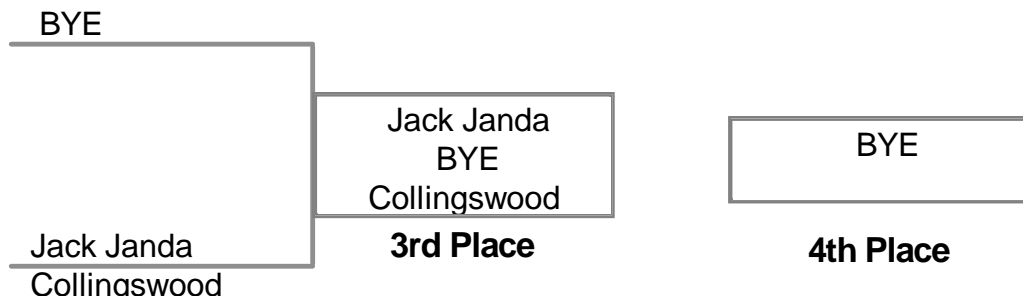 BYE
Jack Janda
BYE
Collingswood
3rd Place
BYE
4th Place
Jack Janda
Collingswood